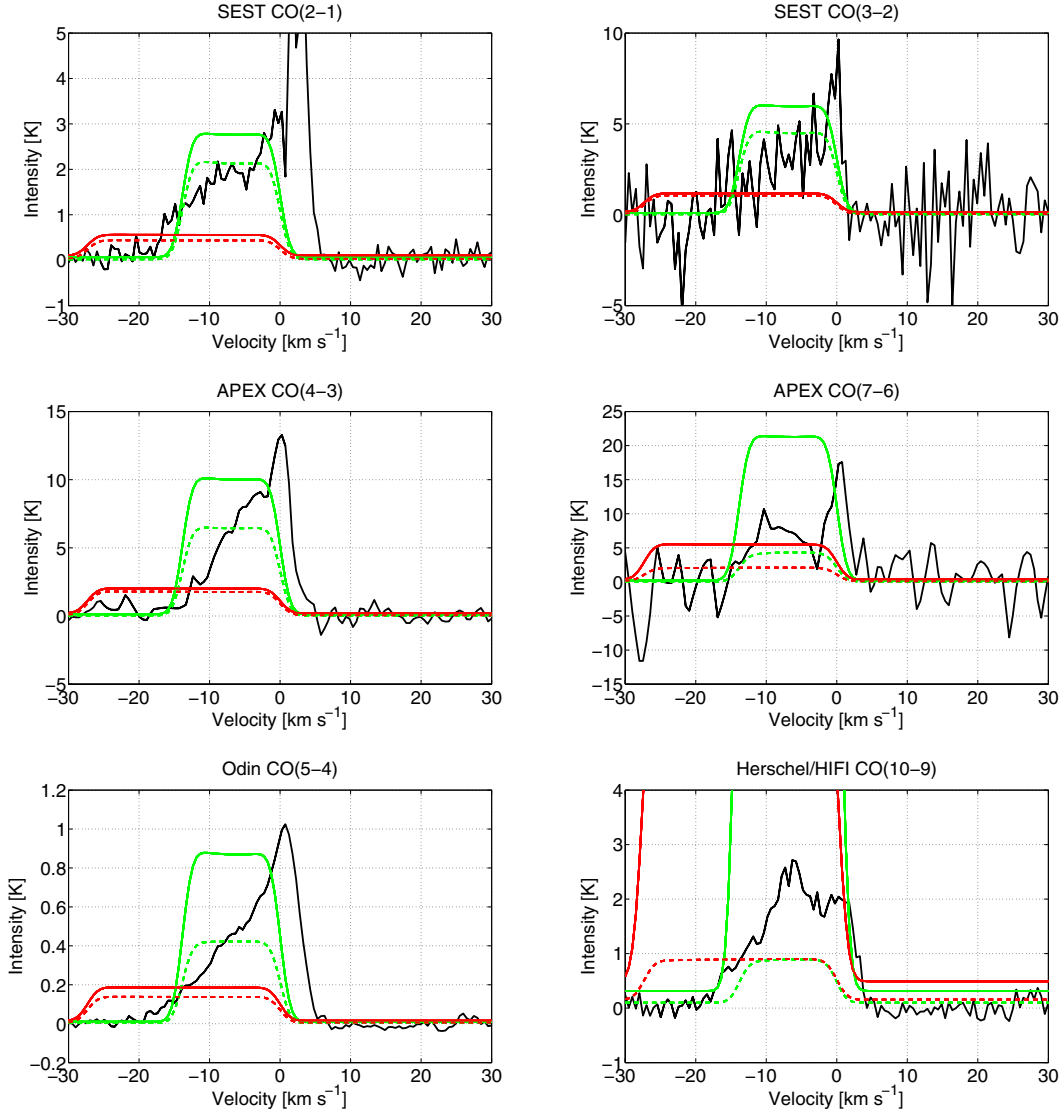 SEST CO(2−1)
5
4
3
2
1
0
−1
−30 −20 −10 0 10 20 30
Intensity [K]
Velocity [km s−1]
SEST CO(3−2)
10
5
0
−5
−30 −20 −10 0 10 20 30
Intensity [K]
Velocity [km s−1]
APEX CO(4−3)
15
10
5
0
−5
−30 −20 −10 0 10 20 30
Intensity [K]
Velocity [km s−1]
APEX CO(7−6)
25
20
15
10
5
0
−5
−10
−15
−30 −20 −10 0 10 20 30
Intensity [K]
Velocity [km s−1]
Odin CO(5−4)
1.2
1
0.8
0.6
0.4
0.2
0
−0.2
−30 −20 −10 0 10 20 30
Intensity [K]
Velocity [km s−1]
Herschel/HIFI CO(10−9)
4
3
2
1
0
−1
−30 −20 −10 0 10 20 30
Intensity [K]
Velocity [km s−1]